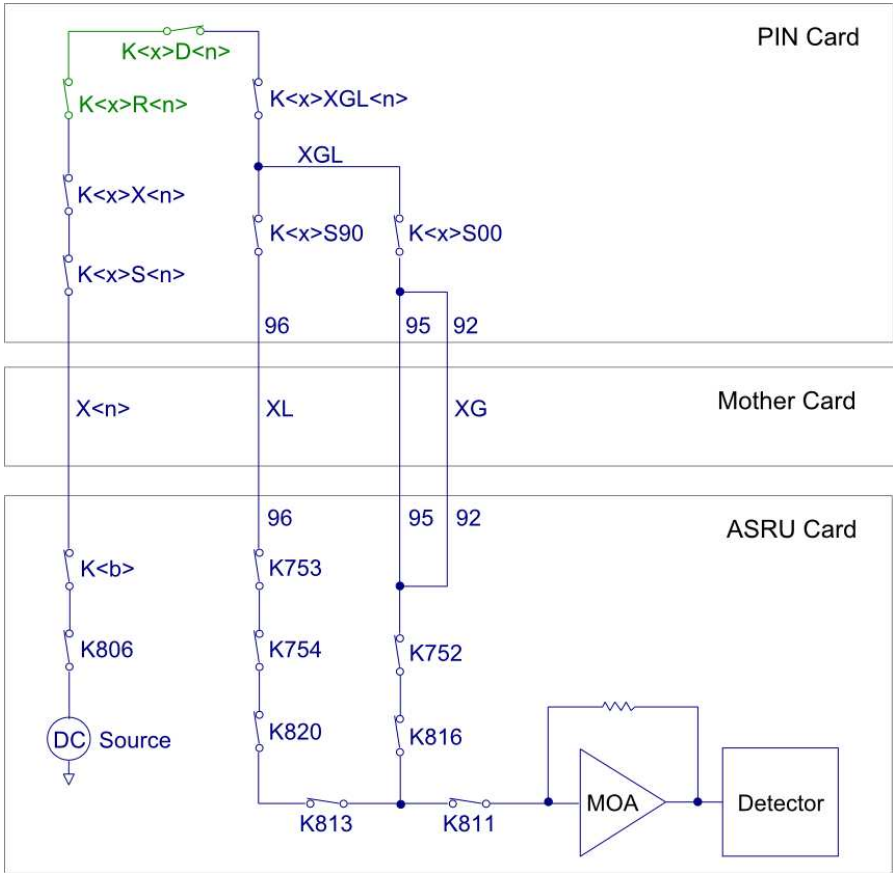 PIN Card
K<x>D<n>
K<x>R<n>
K<x>XGL<n>
XGL
K<x>X<n>
K<x>S90
K<x>S00
K<x>S<n>
96
95
92
Mother Card
X<n>
XL
XG
96
95
92
ASRU Card
K<b>
K753
K806
K754
K752
DC
Source
K820
K816
MOA
Detector
K813
K811